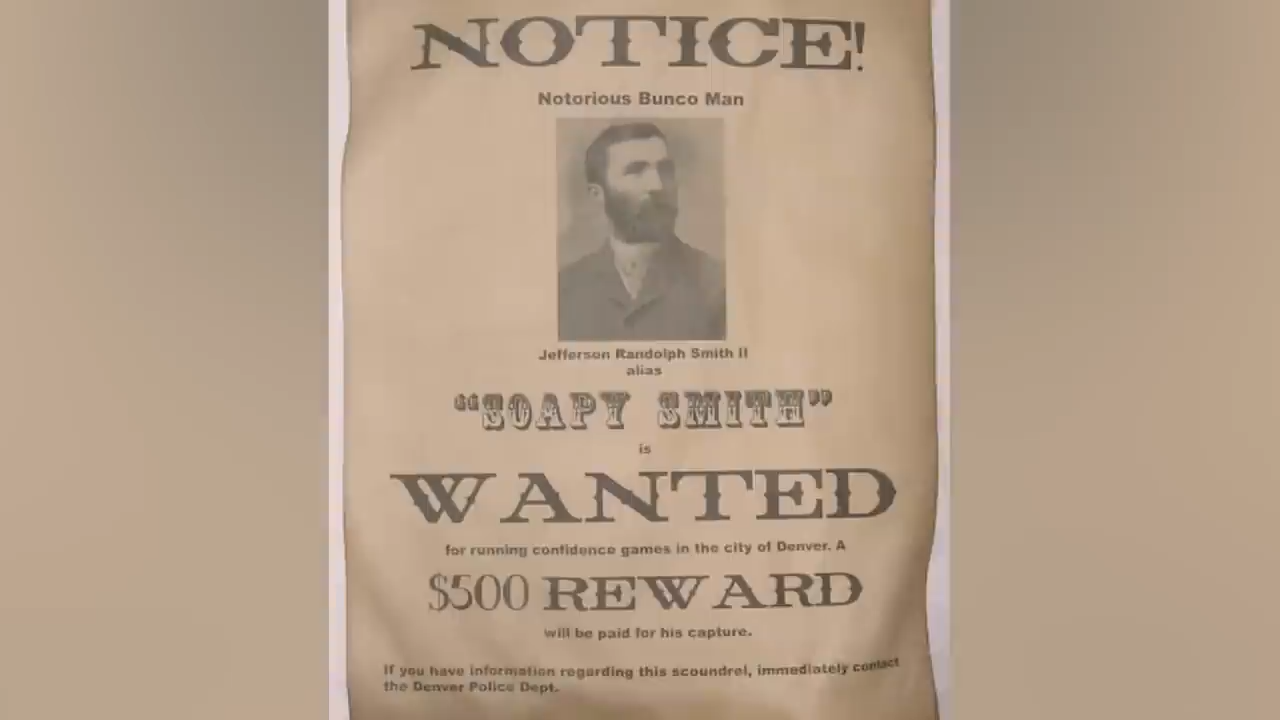 NOTICE!
Notorious Bunco Man
Jefferson Randolph Smith II
alias
"SOAPY SMITH"
is
WANTED
for running confidence games in the city of Denver. A
$500 REWARD
will be paid for his capture.
If you have information regarding this scoundrel, immediately contact
the Denver Police Dept.